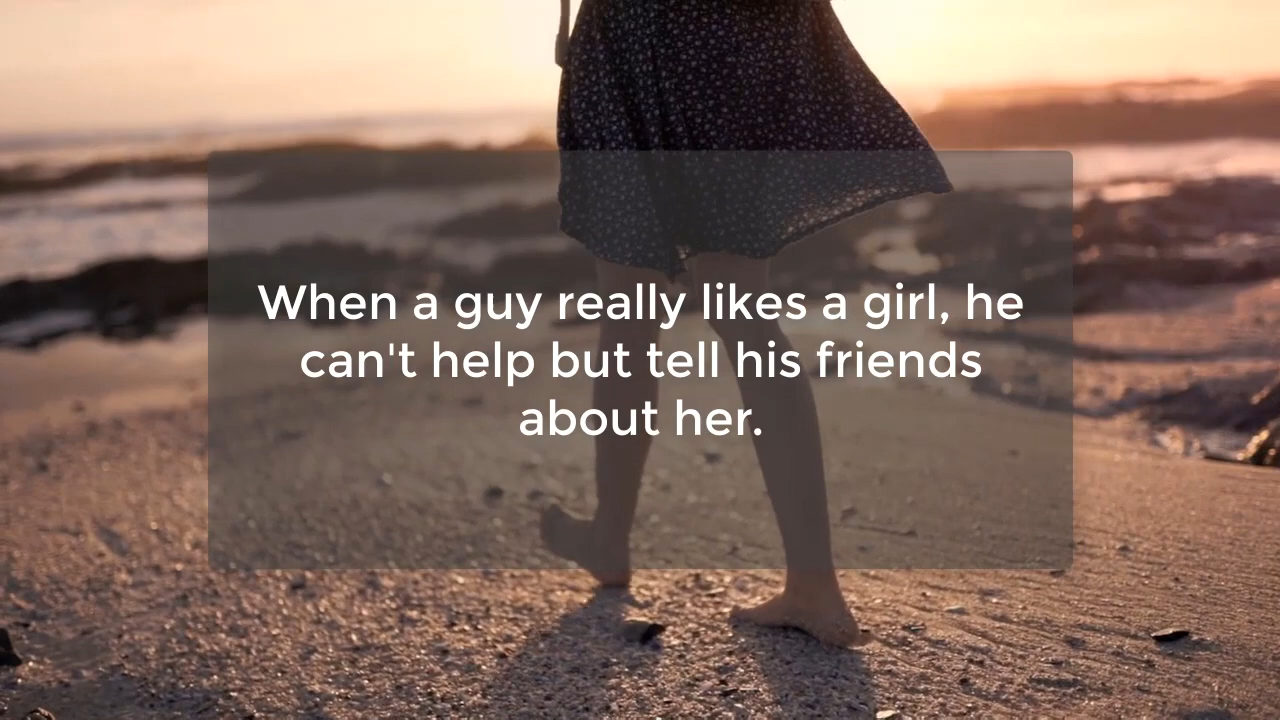 When a guy really likes a girl, he
can't help but tell his friends
about her.